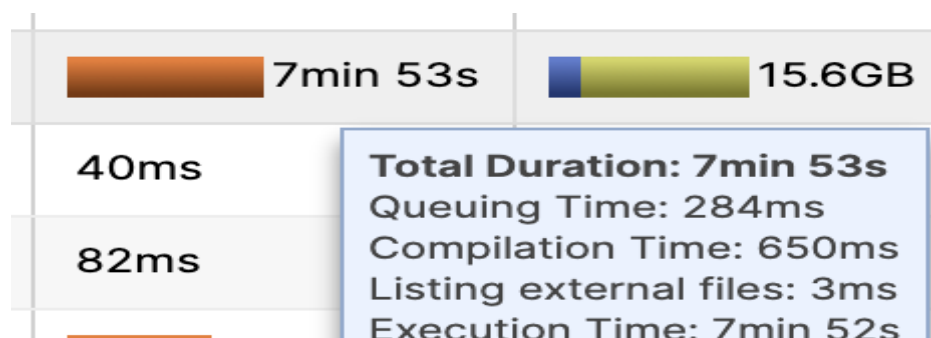 7min 53s 15.6GB
40ms
82ms
Total Duration: 7min 53s
Queuing Time: 284ms
Compilation Time: 650ms
Listing external files: 3ms
Execution Time: 7min 52s